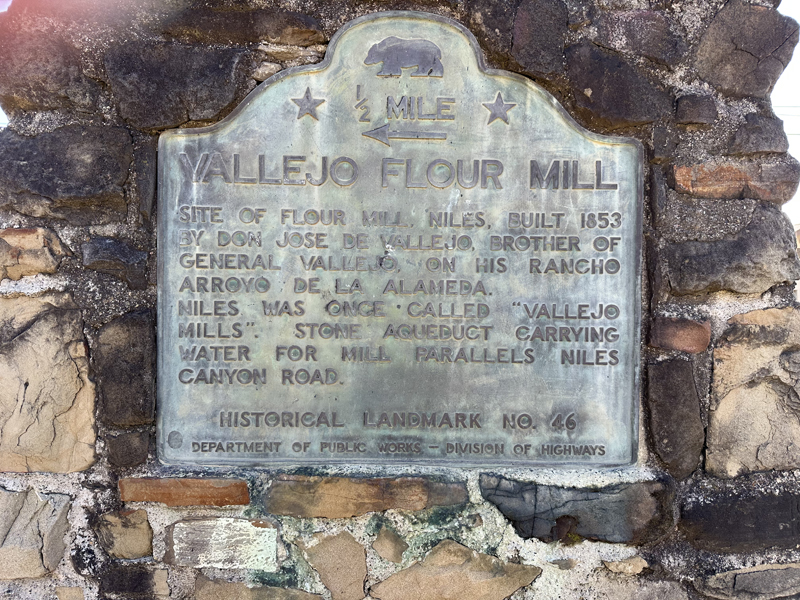 ½ MILE
VALLEJO FLOUR MILL
SITE OF FLOUR MILL, NILES, BUILT 1853
BY DON JOSE DE VALLEJO, BROTHER OF
GENERAL VALLEJO, ON HIS RANCHO
ARROYO DE LA ALAMEDA.
NILES WAS ONCE CALLED "VALLEJO
MILLS". STONE AQUEDUCT CARRYING
WATER FOR MILL PARALLELS NILES
CANYON ROAD.
HISTORICAL LANDMARK NO. 46
DEPARTMENT OF PUBLIC WORKS — DIVISION OF HIGHWAYS